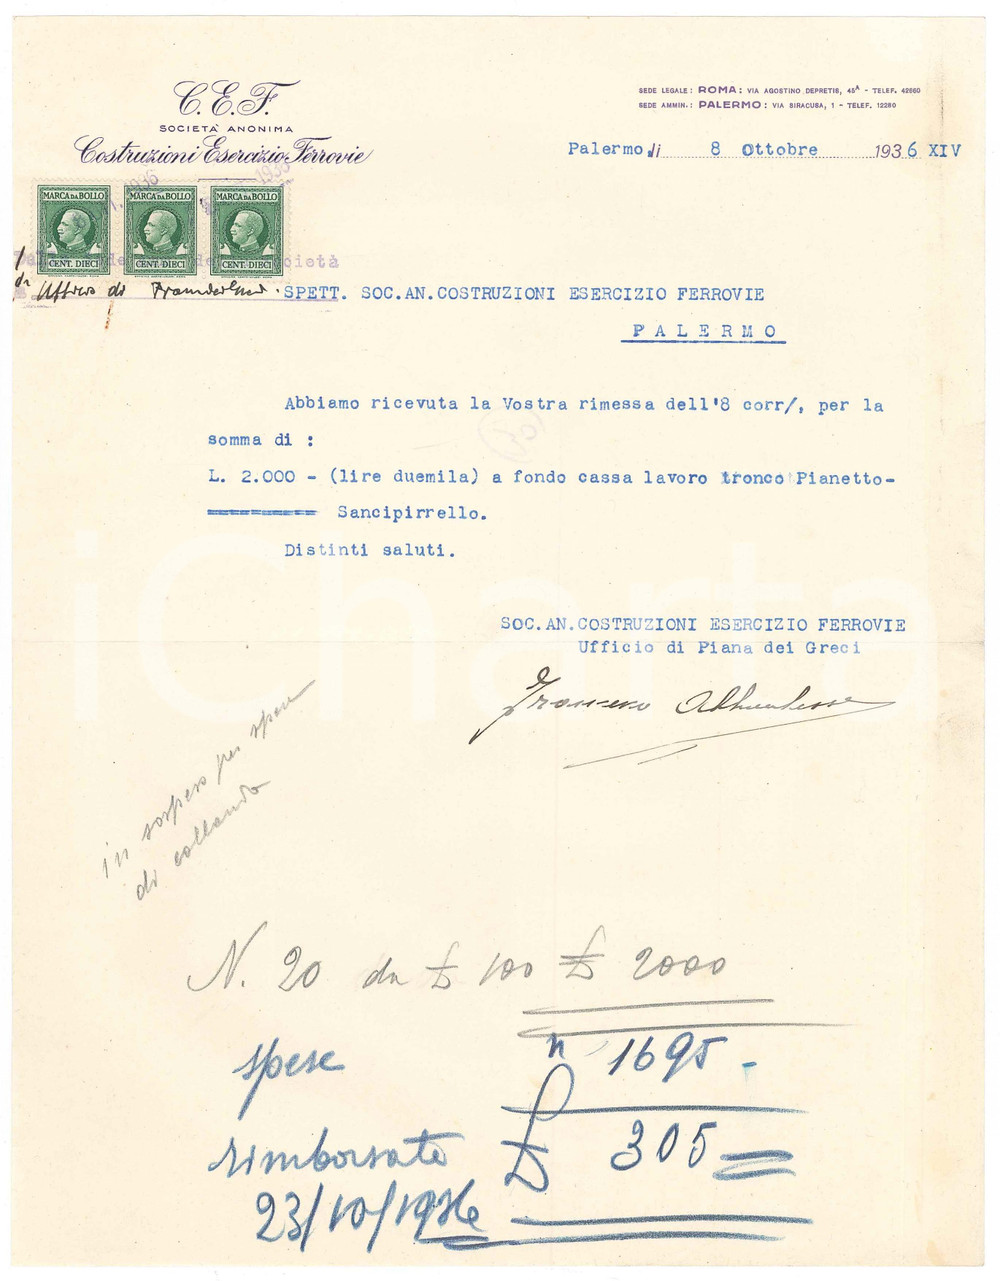 C.E.F.
SOCIETÀ ANONIMA
Costruzioni Esercizio Ferrovie
SEDE LEGALE: ROMA: VIA AGOSTINO DEPRETIS, 45A - TELEF. 42660
SEDE AMMIN.: PALERMO: VIA SIRACUSA, 1 - TELEF. 12280
Palermo, li 8 Ottobre 1936 XIV
MARCA DA BOLLO MARCA DA BOLLO MARCA DA BOLLO
CENT. DIECI CENT. DIECI CENT. DIECI
Ufficio di
SPETT. SOC.AN.COSTRUZIONI ESERCIZIO FERROVIE
PALERMO
Abbiamo ricevuta la Vostra rimessa dell'8 corr/, per la
somma di :
L. 2.000 - (lire duemila) a fondo cassa lavoro tronco Pianetto-
Sancipirrello.
Distinti saluti.
iCharta
SOC.AN.COSTRUZIONI ESERCIZIO FERROVIE
Ufficio di Piana dei Greci
Francesco
in sospeso per spese
di collaudo
N. 20 da £ 100 £ 2000
spese " 1695 -
rimborsate £ 305 =
23/10/1936